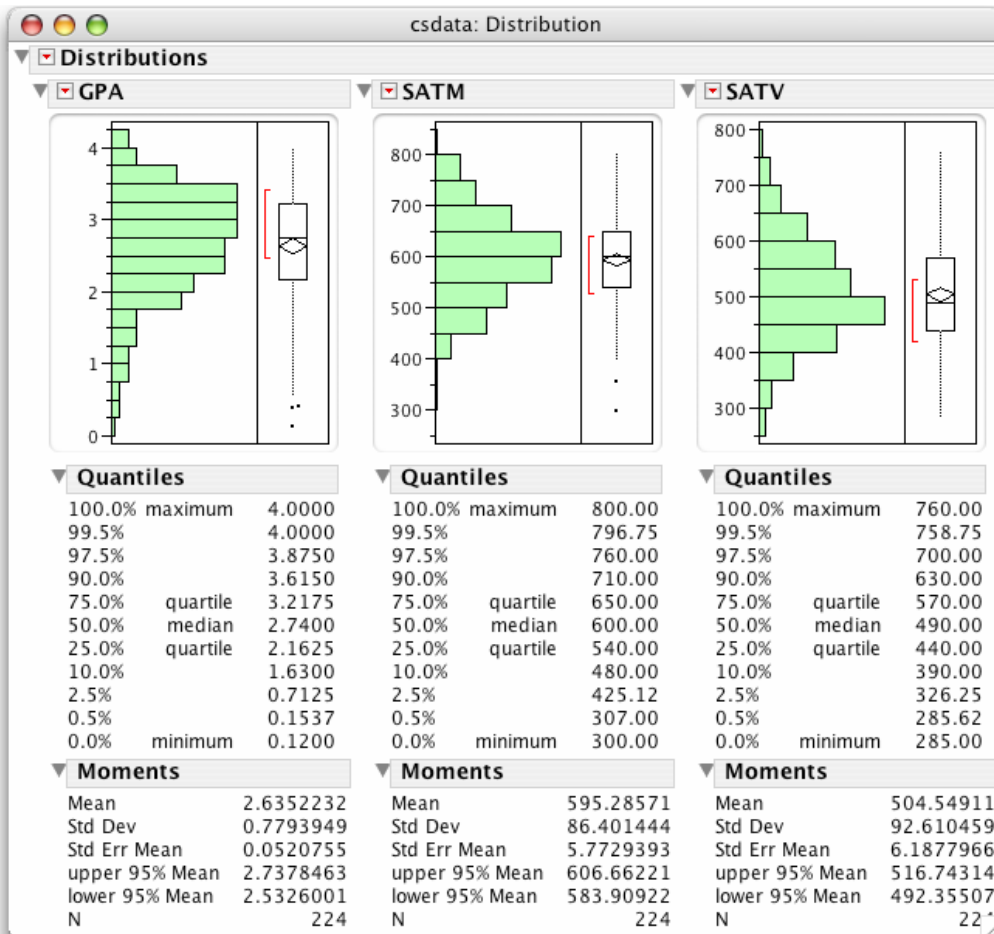 csdata: Distribution
Distributions
GPA
4
3
2
1
0
Quantiles
100.0% maximum 4.0000
99.5% 4.0000
97.5% 3.8750
90.0% 3.6150
75.0% quartile 3.2175
50.0% median 2.7400
25.0% quartile 2.1625
10.0% 1.6300
2.5% 0.7125
0.5% 0.1537
0.0% minimum 0.1200
Moments
Mean 2.6352232
Std Dev 0.7793949
Std Err Mean 0.0520755
upper 95% Mean 2.7378463
lower 95% Mean 2.5326001
N 224
SATM
800
700
600
500
400
300
Quantiles
100.0% maximum 800.00
99.5% 796.75
97.5% 760.00
90.0% 710.00
75.0% quartile 650.00
50.0% median 600.00
25.0% quartile 540.00
10.0% 480.00
2.5% 425.12
0.5% 307.00
0.0% minimum 300.00
Moments
Mean 595.28571
Std Dev 86.401444
Std Err Mean 5.7729393
upper 95% Mean 606.66221
lower 95% Mean 583.90922
N 224
SATV
800
700
600
500
400
300
Quantiles
100.0% maximum 760.00
99.5% 758.75
97.5% 700.00
90.0% 630.00
75.0% quartile 570.00
50.0% median 490.00
25.0% quartile 440.00
10.0% 390.00
2.5% 326.25
0.5% 285.62
0.0% minimum 285.00
Moments
Mean 504.54911
Std Dev 92.610459
Std Err Mean 6.1877966
upper 95% Mean 516.74314
lower 95% Mean 492.35507
N